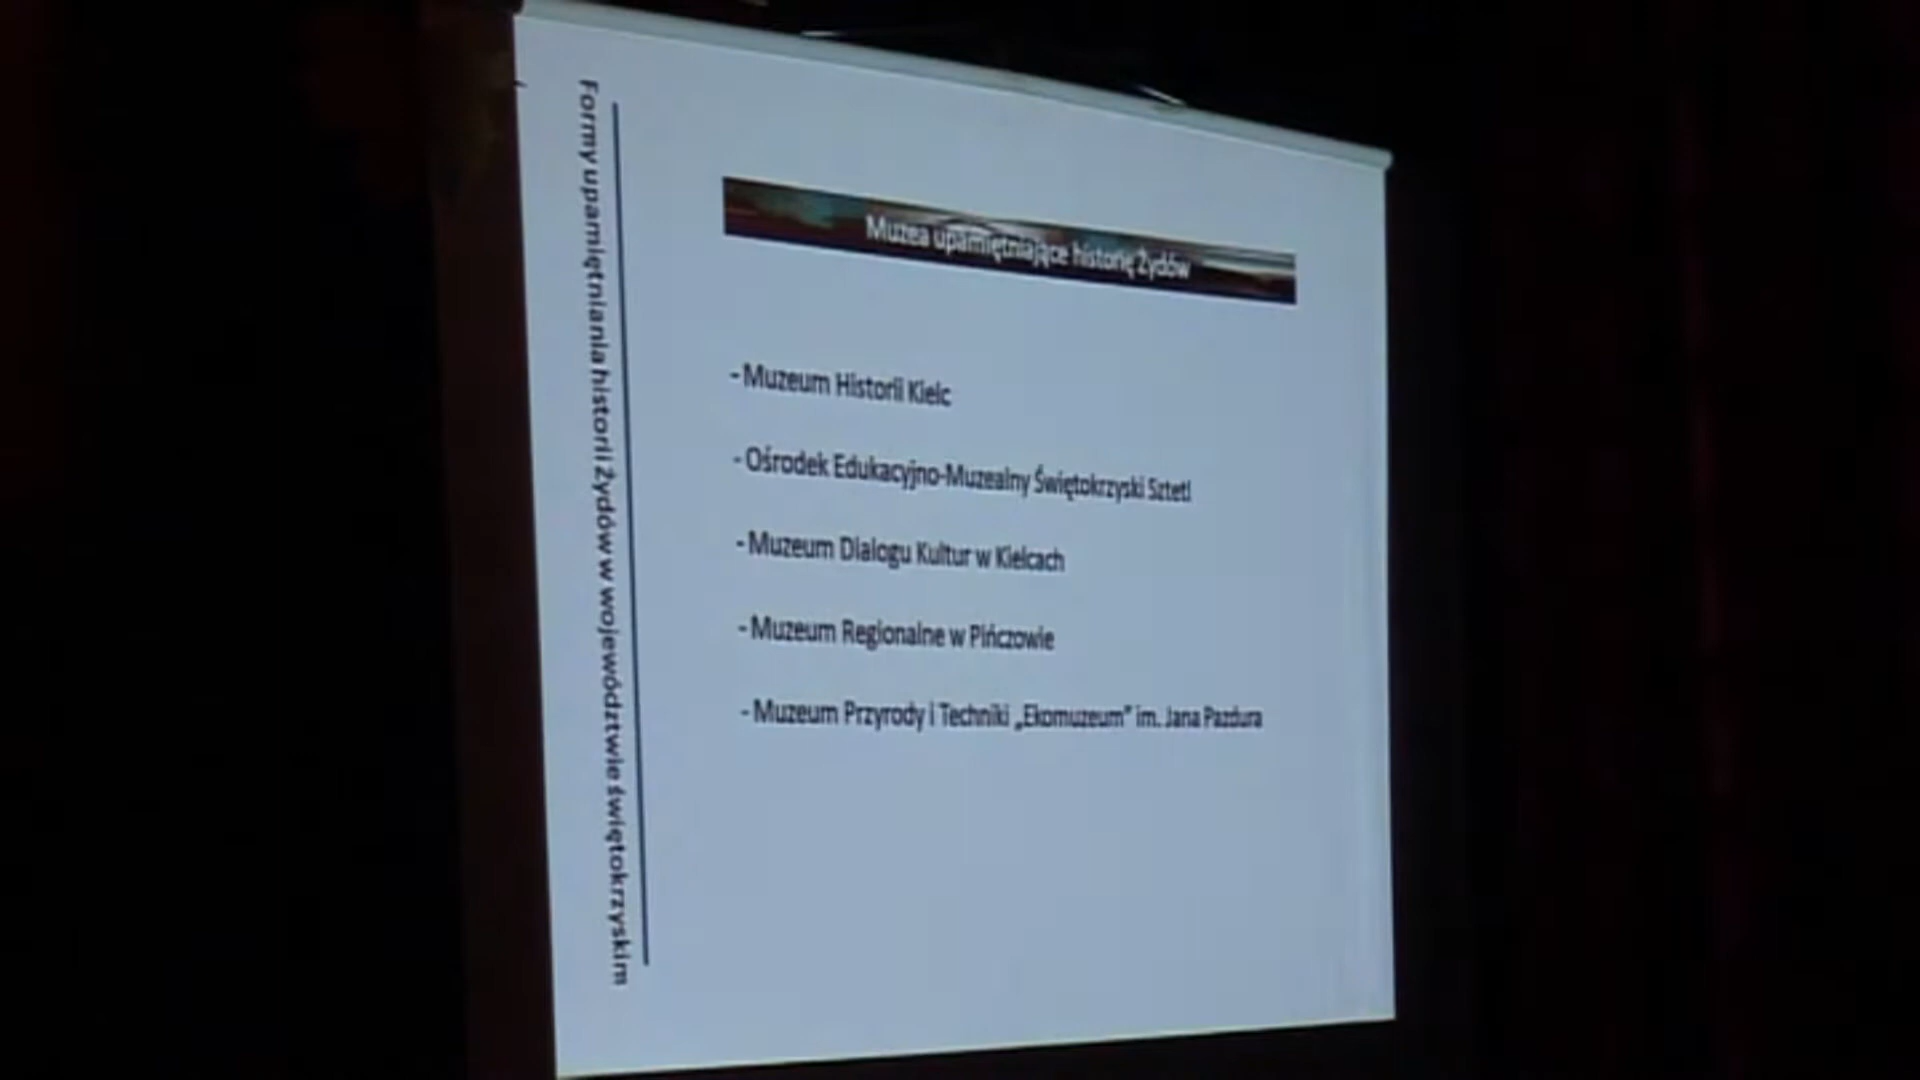 Formy upamiętniania historii Żydów w województwie świętokrzyskim
Muzea upamiętniające historię Żydów
- Muzeum Historii Kielc
- Ośrodek Edukacyjno-Muzealny Świętokrzyski Sztetl
- Muzeum Dialogu Kultur w Kielcach
- Muzeum Regionalne w Pińczowie
- Muzeum Przyrody i Techniki „Ekomuzeum” im. Jana Pazdura